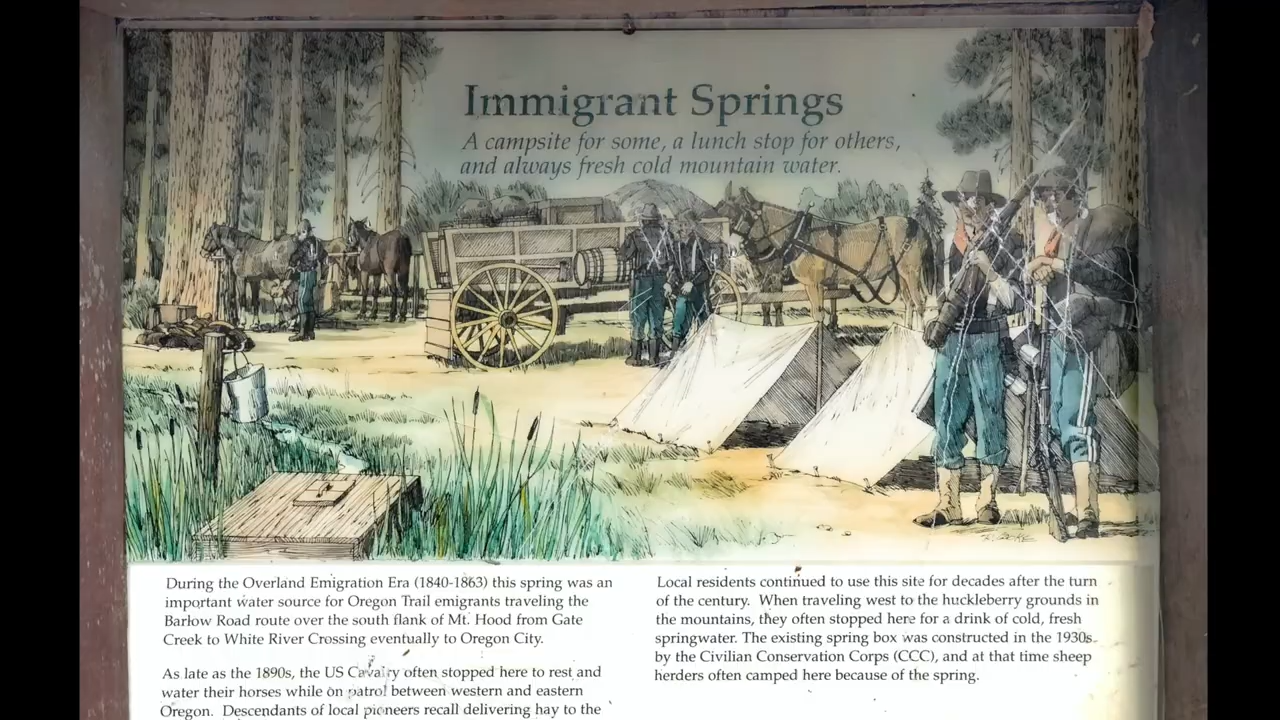 Immigrant Springs
A campsite for some, a lunch stop for others,
and always fresh cold mountain water.
During the Overland Emigration Era (1840-1863) this spring was an
important water source for Oregon Trail emigrants traveling the
Barlow Road route over the south flank of Mt. Hood from Gate
Creek to White River Crossing eventually to Oregon City.
As late as the 1890s, the US Cavalry often stopped here to rest and
water their horses while on patrol between western and eastern
Oregon. Descendants of local pioneers recall delivering hay to the
Local residents continued to use this site for decades after the turn
of the century. When traveling west to the huckleberry grounds in
the mountains, they often stopped here for a drink of cold, fresh
springwater. The existing spring box was constructed in the 1930s
by the Civilian Conservation Corps (CCC), and at that time sheep
herders often camped here because of the spring.